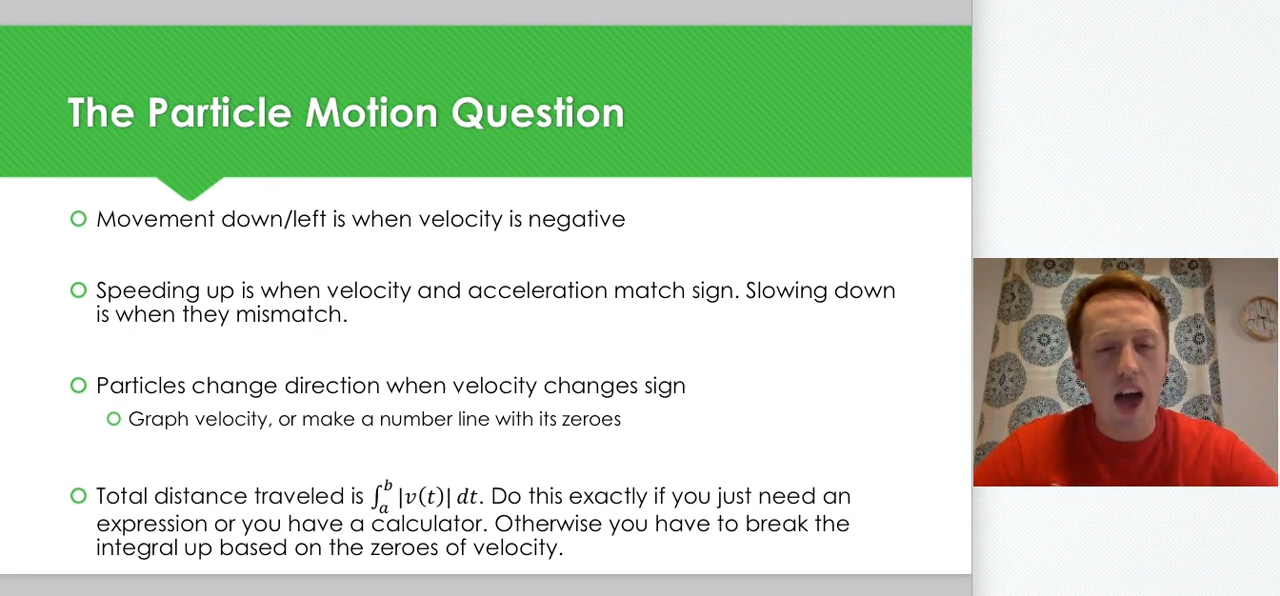 The Particle Motion Question
Movement down/left is when velocity is negative
Speeding up is when velocity and acceleration match sign. Slowing down
is when they mismatch.
Particles change direction when velocity changes sign
Graph velocity, or make a number line with its zeroes
Total distance traveled is ∫ₐᵇ |v(t)| dt. Do this exactly if you just need an
expression or you have a calculator. Otherwise you have to break the
integral up based on the zeroes of velocity.